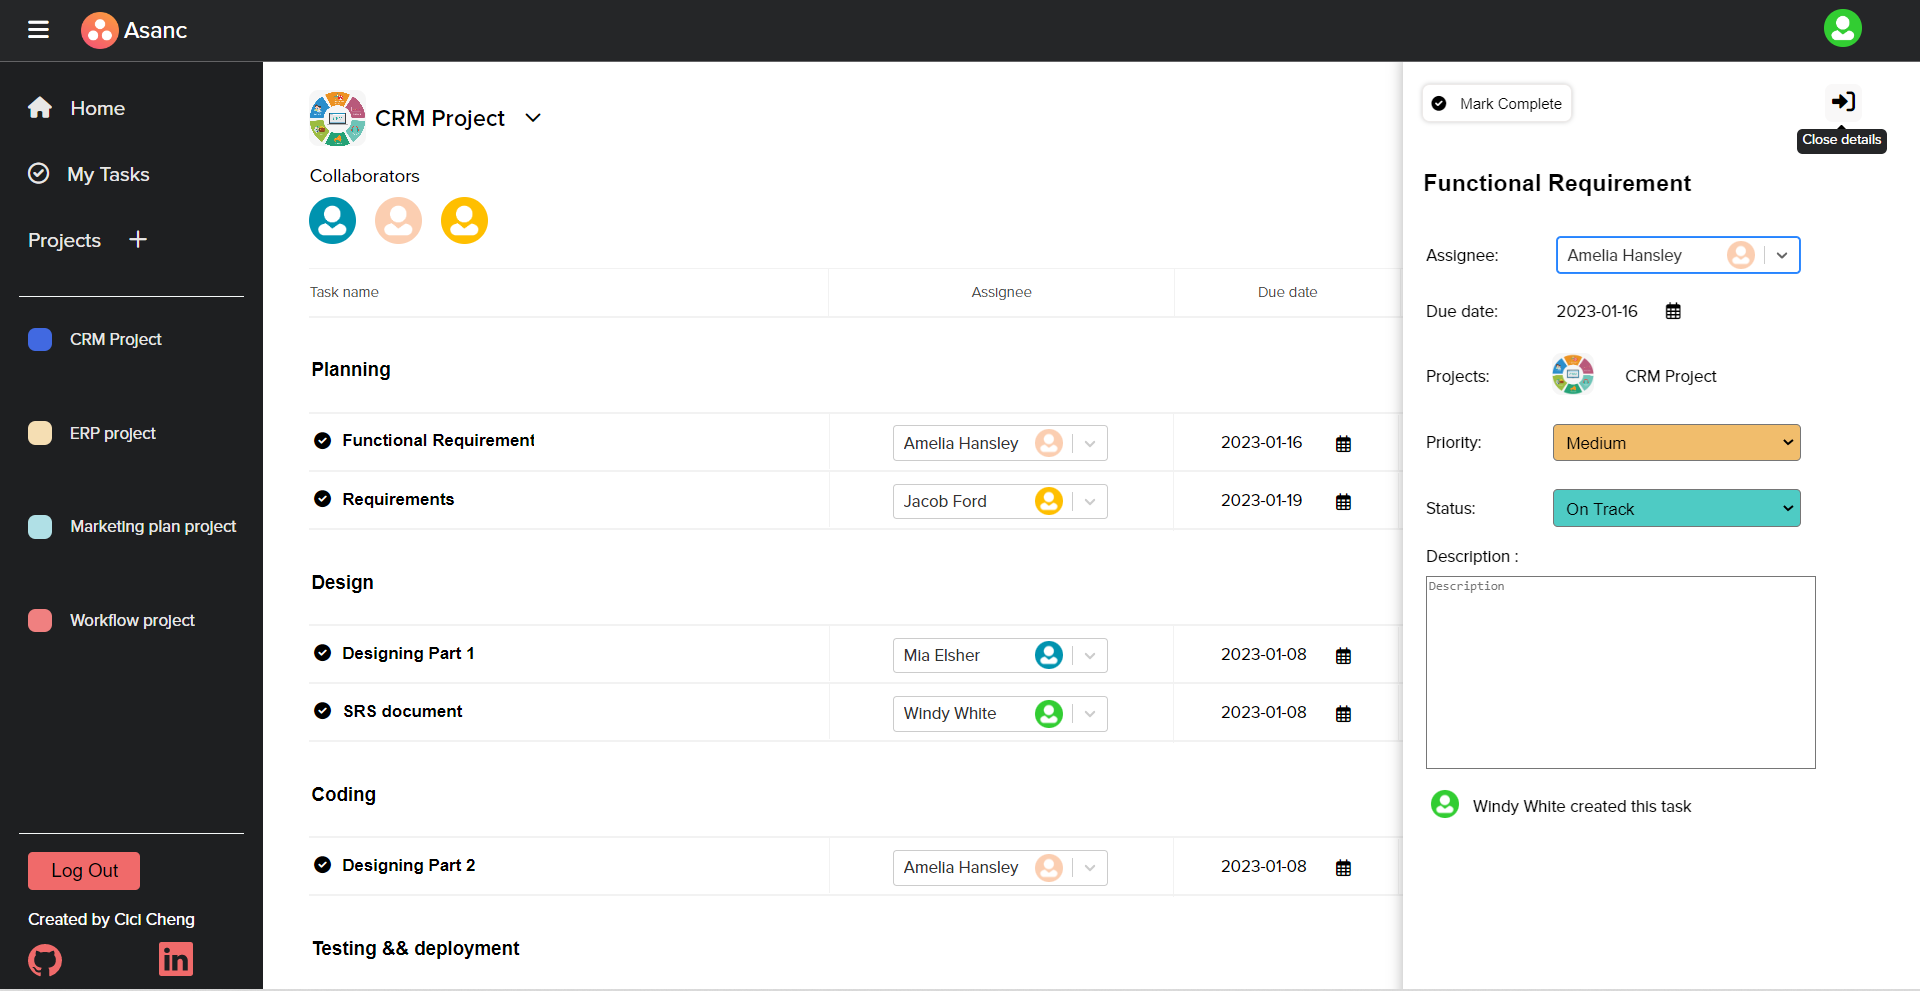 Asanc
Home
My Tasks
Projects
CRM Project
ERP project
Marketing plan project
Workflow project
Log Out
Created by Cici Cheng
in
CRM Project
Collaborators
Task name Assignee Due date
Planning
Functional Requirement Amelia Hansley 2023-01-16
Requirements Jacob Ford 2023-01-19
Design
Designing Part 1 Mia Elsher 2023-01-08
SRS document Windy White 2023-01-08
Coding
Designing Part 2 Amelia Hansley 2023-01-08
Testing && deployment
Mark Complete
Close details
Functional Requirement
Assignee: Amelia Hansley
Due date: 2023-01-16
Projects: CRM Project
Priority: Medium
Status: On Track
Description :
Description
Windy White created this task